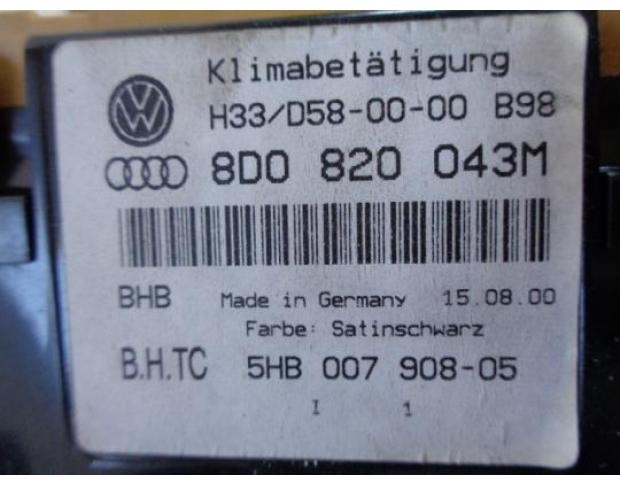 Klimabetätigung
H33/D58-00-00 B98
8D0 820 043M
BHB Made in Germany 15.08.00
Farbe: Satinschwarz
B.H.TC 5HB 007 908-05
I 1